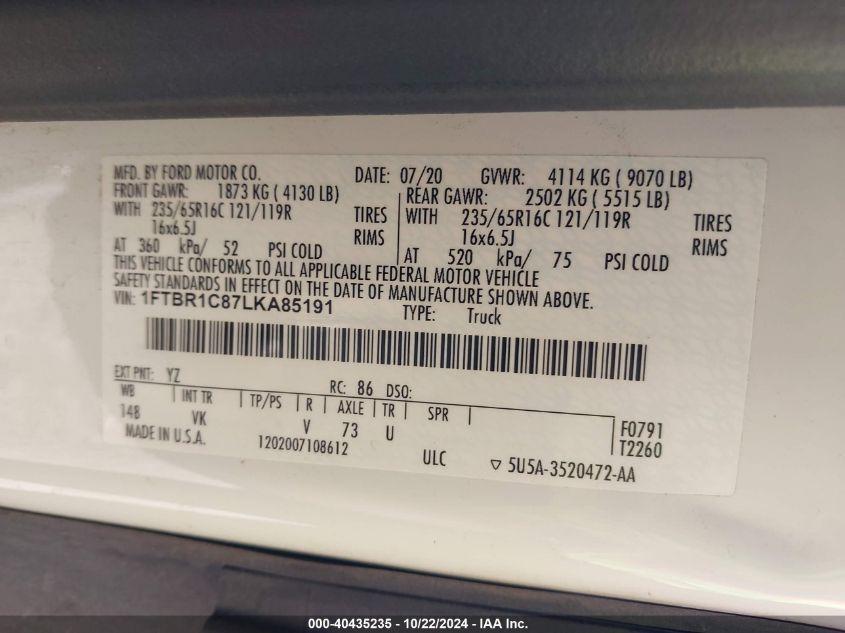 MFD. BY FORD MOTOR CO. DATE: 07/20 GVWR: 4114 KG ( 9070 LB)
FRONT GAWR: 1873 KG ( 4130 LB) REAR GAWR: 2502 KG ( 5515 LB)
WITH 235/65R16C 121/119R TIRES WITH 235/65R16C 121/119R TIRES
16x6.5J RIMS 16x6.5J RIMS
AT 360 kPa/ 52 PSI COLD AT 520 kPa/ 75 PSI COLD
THIS VEHICLE CONFORMS TO ALL APPLICABLE FEDERAL MOTOR VEHICLE
SAFETY STANDARDS IN EFFECT ON THE DATE OF MANUFACTURE SHOWN ABOVE.
VIN: 1FTBR1C87LKA85191 TYPE: Truck
EXT PNT: YZ RC: 86 DSO:
WB INT TR TP/PS R AXLE TR SPR
148 VK V 73 U F0791
MADE IN U.S.A. 1202007108612 ULC T2260
▽ 5U5A-3520472-AA
000-40435235 - 10/22/2024 - IAA Inc.